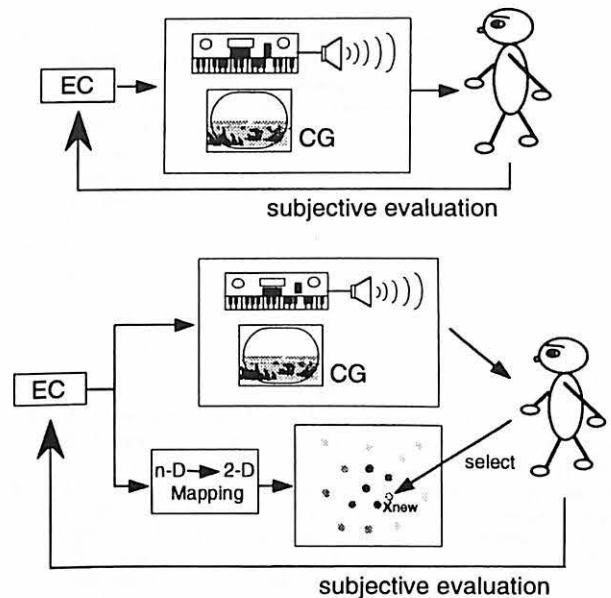 EC
CG
subjective evaluation
EC
CG
n-D → 2-D
Mapping
Xnew
select
subjective evaluation